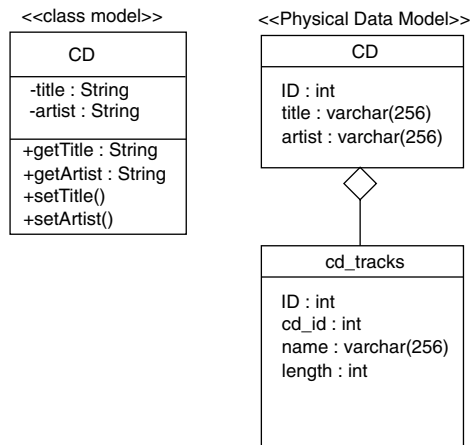 <<class model>>
CD
-title : String
-artist : String
+getTitle : String
+getArtist : String
+setTitle()
+setArtist()
<<Physical Data Model>>
CD
ID : int
title : varchar(256)
artist : varchar(256)
cd_tracks
ID : int
cd_id : int
name : varchar(256)
length : int